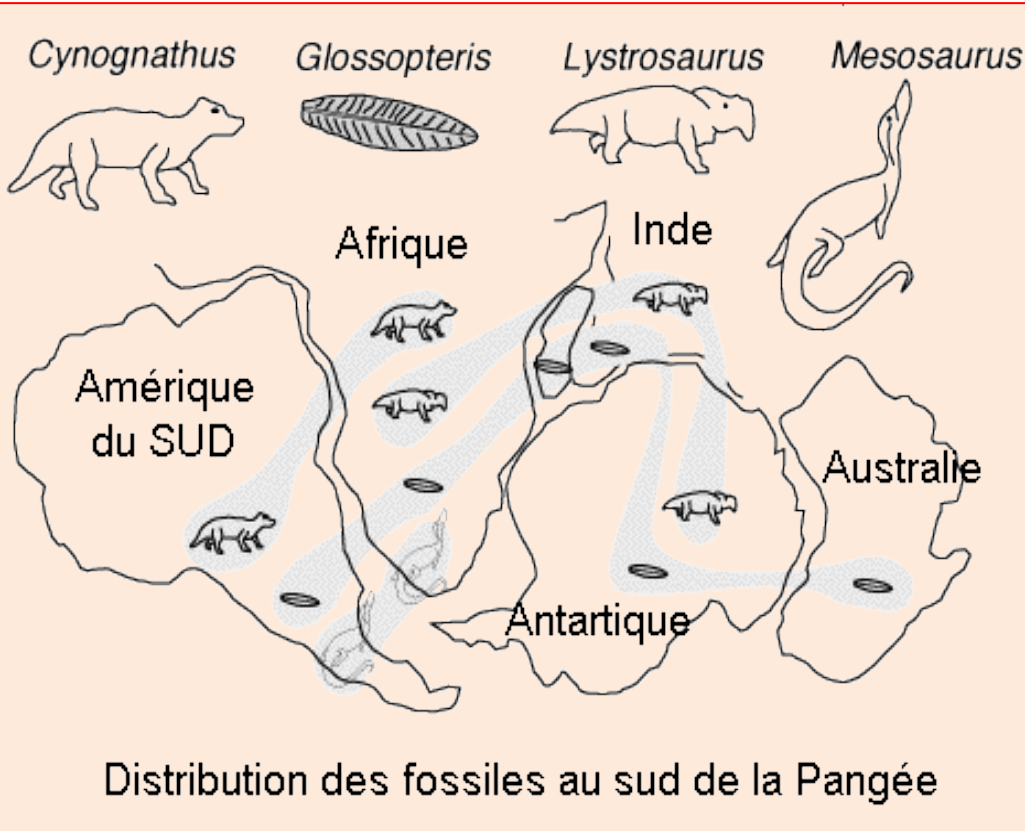 Cynognathus Glossopteris Lystrosaurus Mesosaurus
Afrique
Inde
Amérique
du SUD
Australie
Antartique
Distribution des fossiles au sud de la Pangée